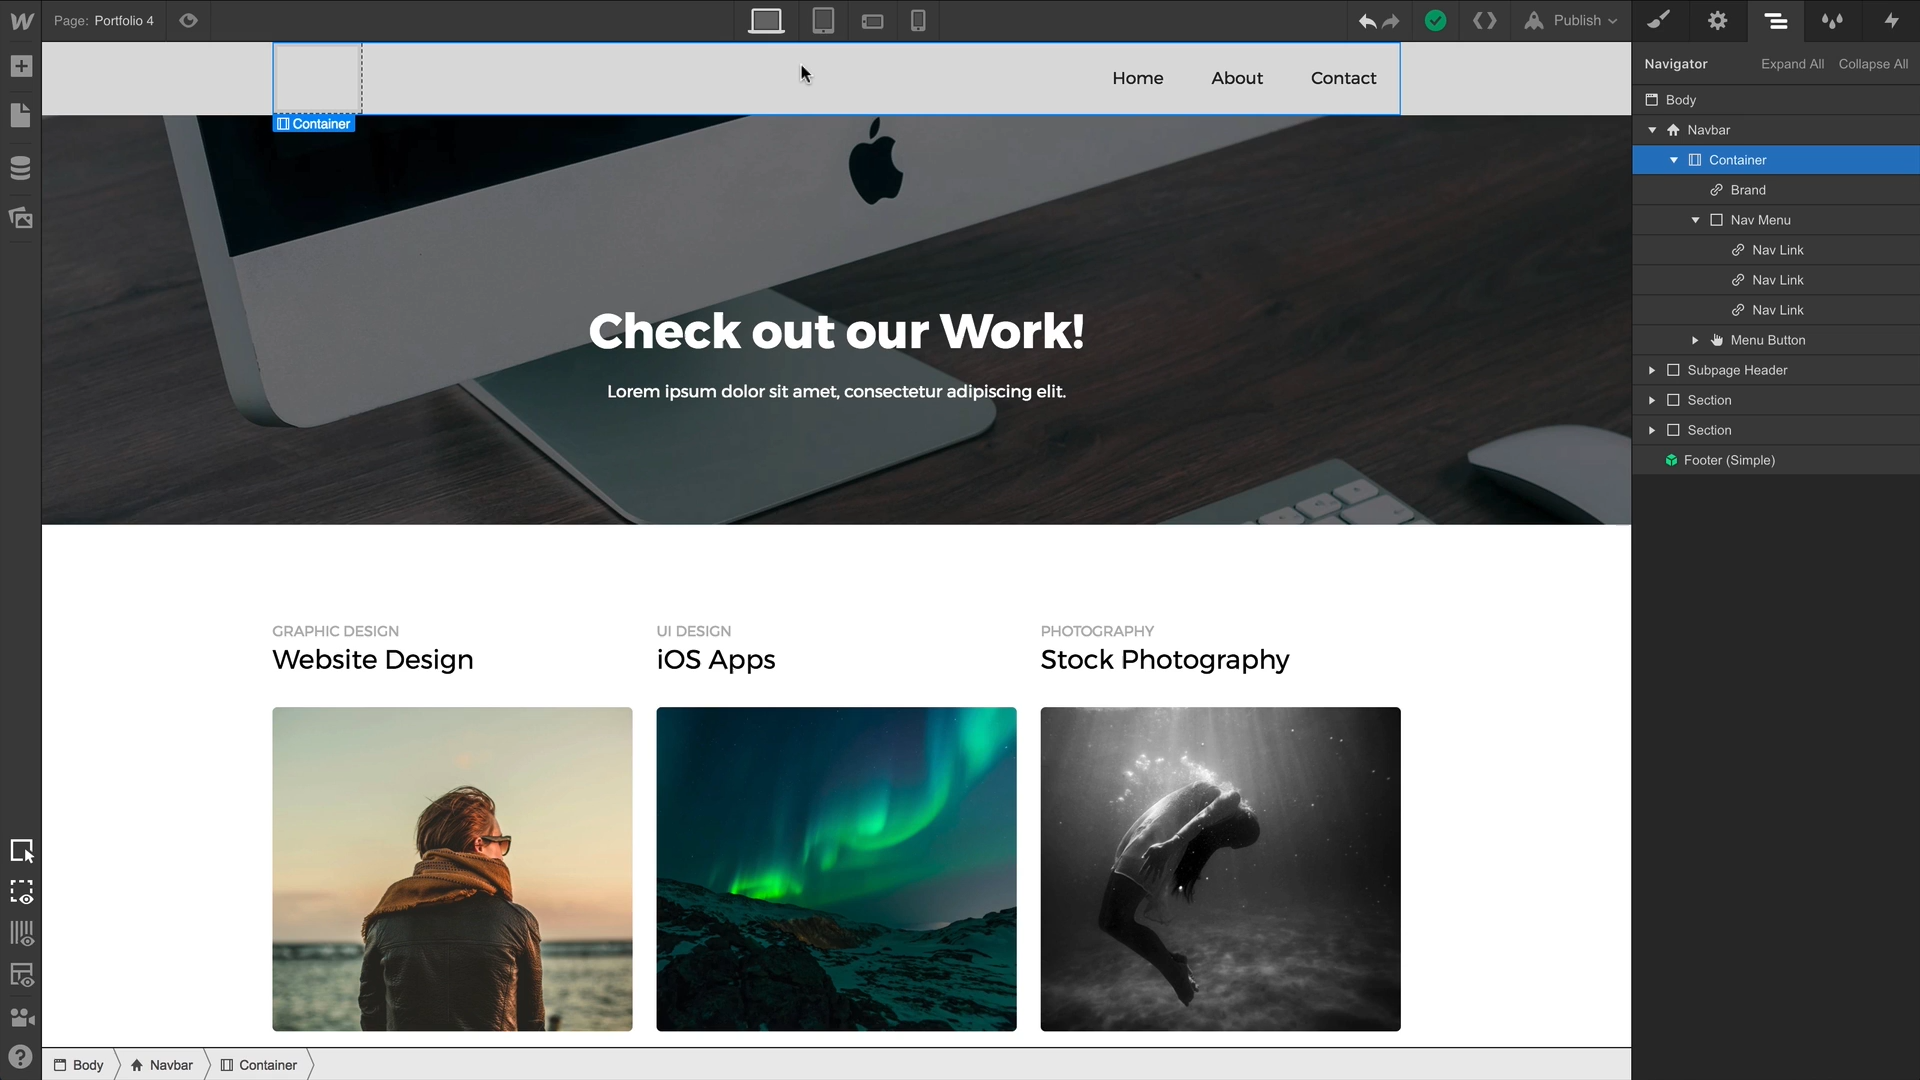 Page: Portfolio 4
Publish
Home
About
Contact
Container
Check out our Work!
Lorem ipsum dolor sit amet, consectetur adipiscing elit.
GRAPHIC DESIGN
Website Design
UI DESIGN
iOS Apps
PHOTOGRAPHY
Stock Photography
Body
Navbar
Container
Navigator
Expand All
Collapse All
Body
Navbar
Container
Brand
Nav Menu
Nav Link
Nav Link
Nav Link
Menu Button
Subpage Header
Section
Section
Footer (Simple)